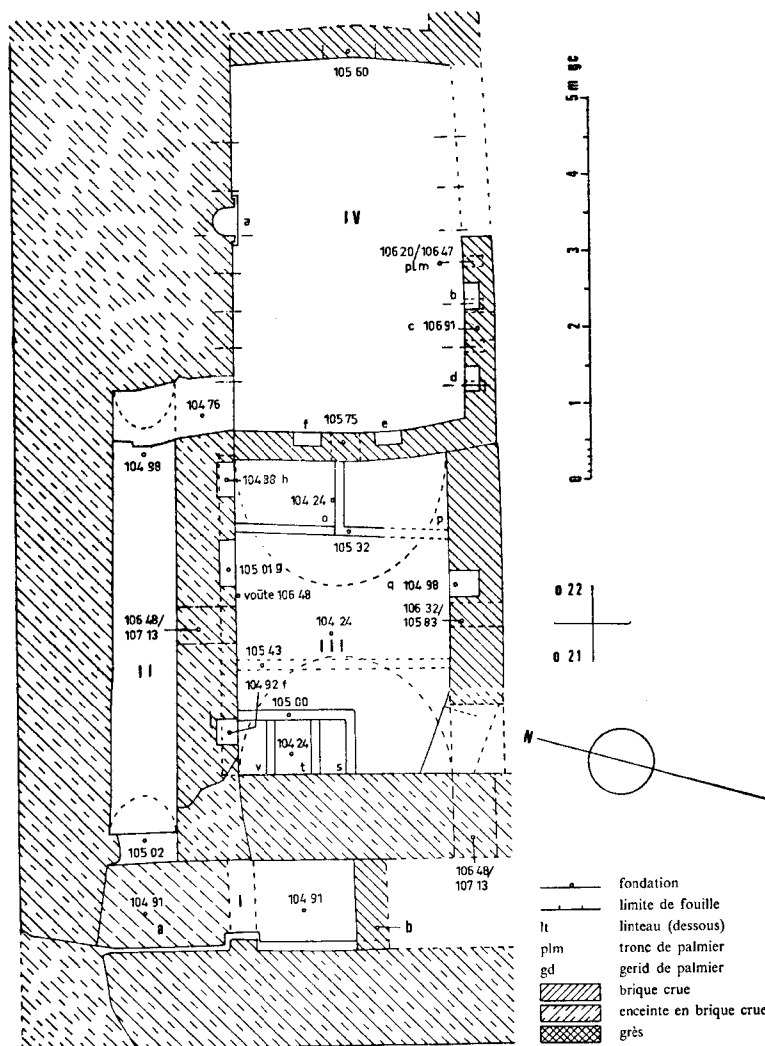 105 60
5 m gc
4
a
IV
106 20/106 47
plm
3
b
c 106 91
2
d
104 76
1
f
105 75
e
0
104 98
104 98 h
104 24
o
p
105 32
105 01 g
q
104 98
0 22
voûte 106 48
106 48/
107 13
104 24
106 32/
105 83
II
III
0 21
105 43
104 92 f
105 00
N
104 24
v
t
s
105 02
106 48/
107 13
104 91
a
I
104 91
b
fondation
limite de fouille
lt linteau (dessous)
plm tronc de palmier
gd gerid de palmier
brique crue
enceinte en brique crue
grès